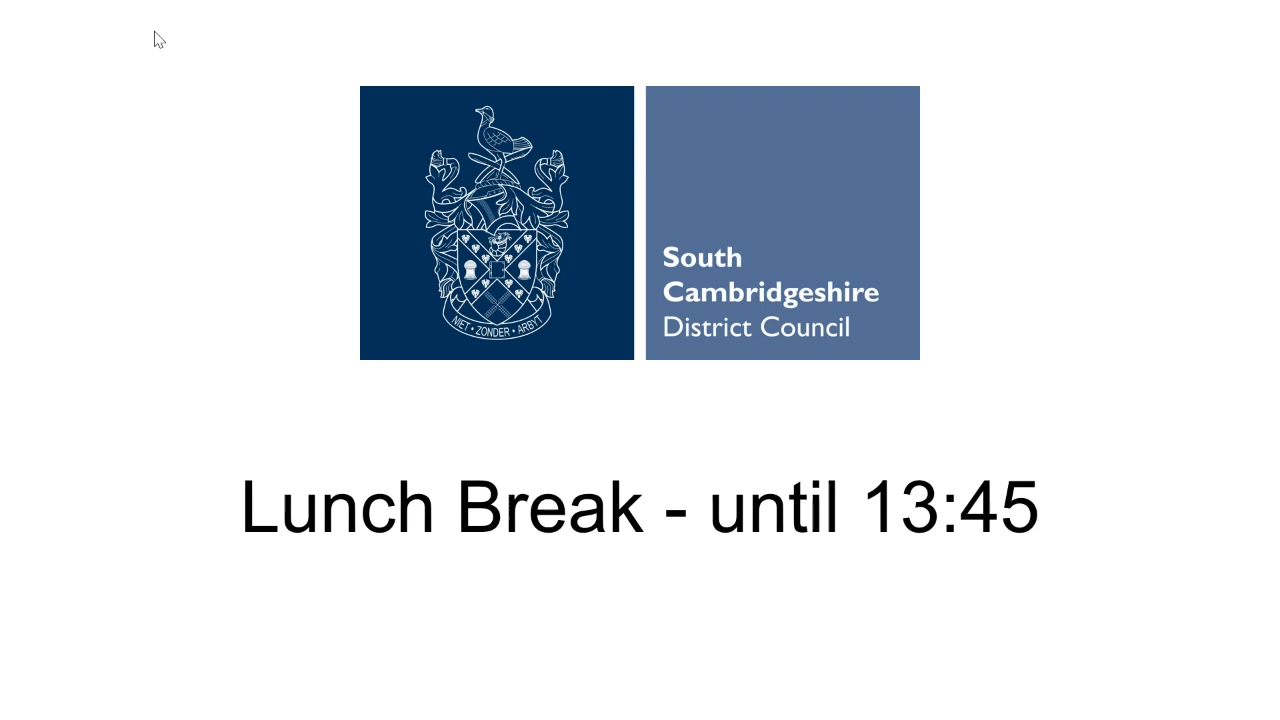 NIET • ZONDER • ARBYT
South
Cambridgeshire
District Council
Lunch Break - until 13:45